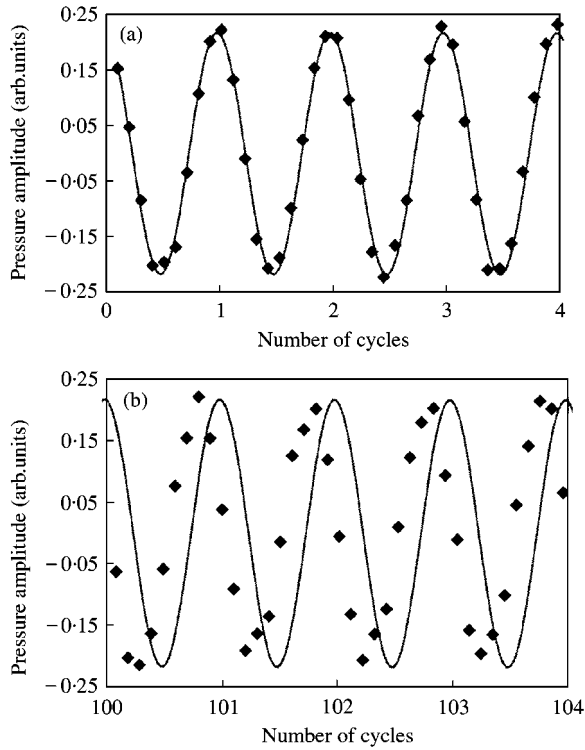 (a)
Pressure amplitude (arb.units)
0·25
0·15
0·05
−0·05
−0·15
−0·25
0 1 2 3 4
Number of cycles
(b)
Pressure amplitude (arb.units)
0·25
0·15
0·05
−0·05
−0·15
−0·25
100 101 102 103 104
Number of cycles